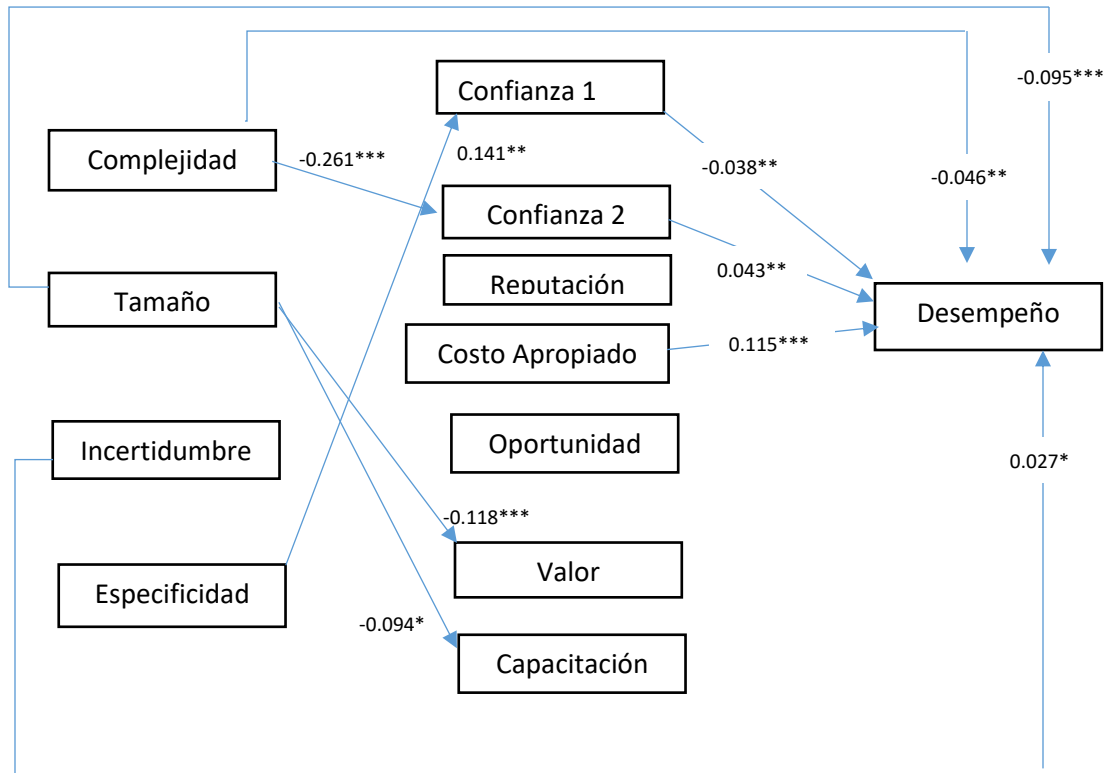 -0.095***
Confianza 1
Complejidad
-0.261***
0.141**
-0.038**
-0.046**
Confianza 2
0.043**
Reputación
Tamaño
Desempeño
Costo Apropiado
0.115***
Oportunidad
Incertidumbre
0.027*
-0.118***
Valor
Especificidad
-0.094*
Capacitación